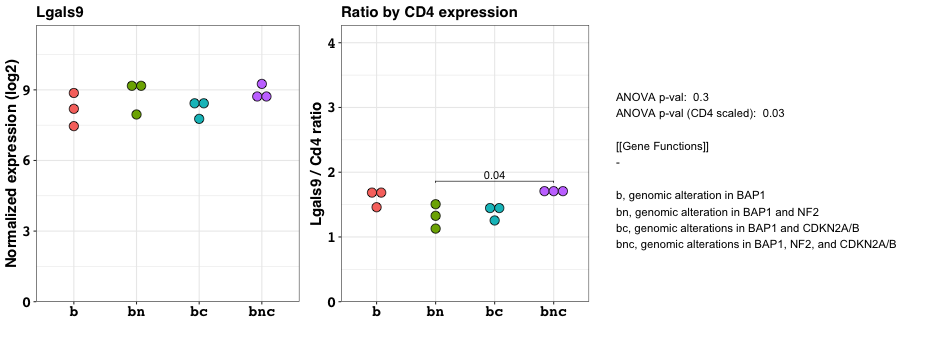 Lgals9
Normalized expression (log2)
9
6
3
0
b bn bc bnc
Ratio by CD4 expression
Lgals9 / Cd4 ratio
4
3
2
1
0
0.04
b bn bc bnc
ANOVA p-val: 0.3
ANOVA p-val (CD4 scaled): 0.03
[[Gene Functions]]
-
b, genomic alteration in BAP1
bn, genomic alteration in BAP1 and NF2
bc, genomic alterations in BAP1 and CDKN2A/B
bnc, genomic alterations in BAP1, NF2, and CDKN2A/B